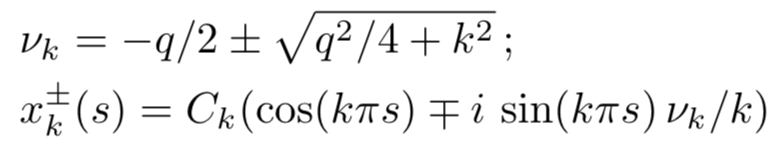 ν_k = −q/2 ± √(q²/4 + k²) ;
x_k^±(s) = C_k(cos(kπs) ∓ i sin(kπs) ν_k/k)